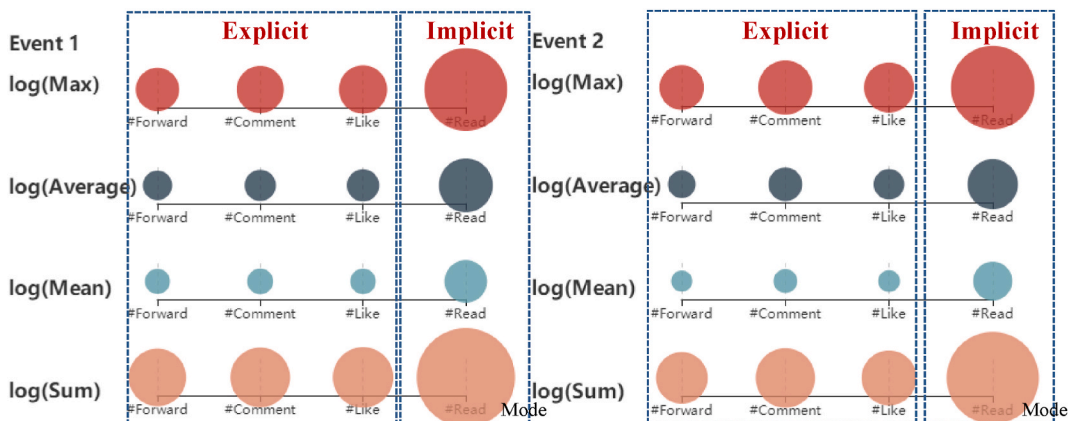 Explicit
Implicit
Event 1
log(Max)
#Forward #Comment #Like #Read
log(Average)
#Forward #Comment #Like #Read
log(Mean)
#Forward #Comment #Like #Read
log(Sum)
#Forward #Comment #Like #Read
Mode
Explicit
Implicit
Event 2
log(Max)
#Forward #Comment #Like #Read
log(Average)
#Forward #Comment #Like #Read
log(Mean)
#Forward #Comment #Like #Read
log(Sum)
#Forward #Comment #Like #Read
Mode